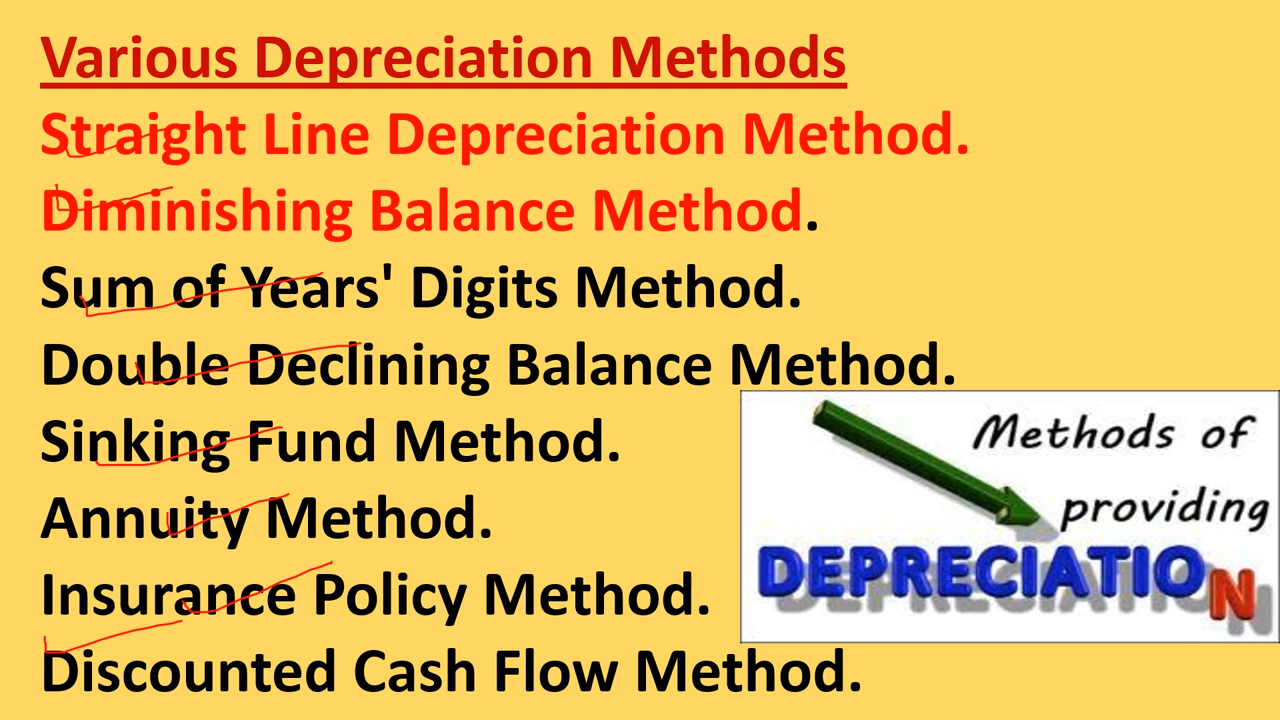 Various Depreciation Methods
Straight Line Depreciation Method.
Diminishing Balance Method.
Sum of Years' Digits Method.
Double Declining Balance Method.
Sinking Fund Method.
Annuity Method.
Insurance Policy Method.
Discounted Cash Flow Method.
Methods of
providing
DEPRECIATION